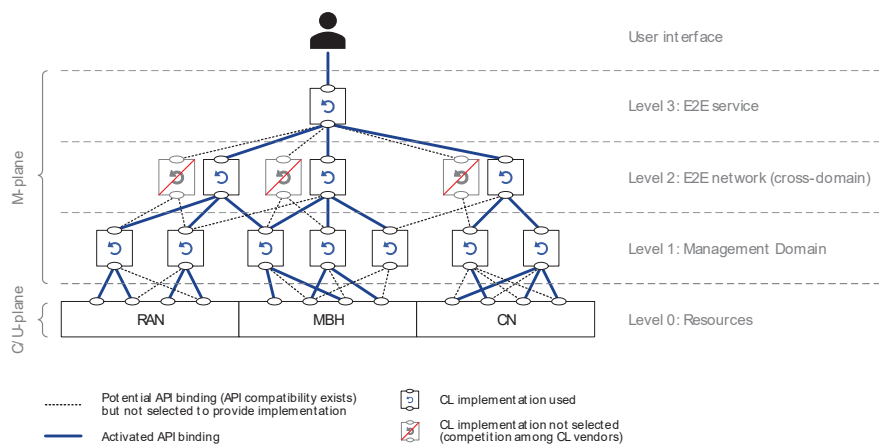 User interface
Level 3: E2E service
M-plane
Level 2: E2E network (cross-domain)
Level 1: Management Domain
C/U-plane
RAN
MBH
CN
Level 0: Resources
Potential API binding (API compatibility exists)
but not selected to provide implementation
Activated API binding
CL implementation used
CL implementation not selected
(competition among CL vendors)